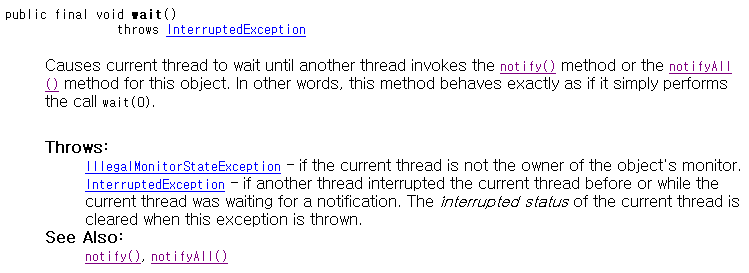 public final void wait()
throws InterruptedException
Causes current thread to wait until another thread invokes the notify() method or the notifyAll
() method for this object. In other words, this method behaves exactly as if it simply performs
the call wait(0).
Throws:
IllegalMonitorStateException - if the current thread is not the owner of the object's monitor.
InterruptedException - if another thread interrupted the current thread before or while the
current thread was waiting for a notification. The interrupted status of the current thread is
cleared when this exception is thrown.
See Also:
notify(), notifyAll()